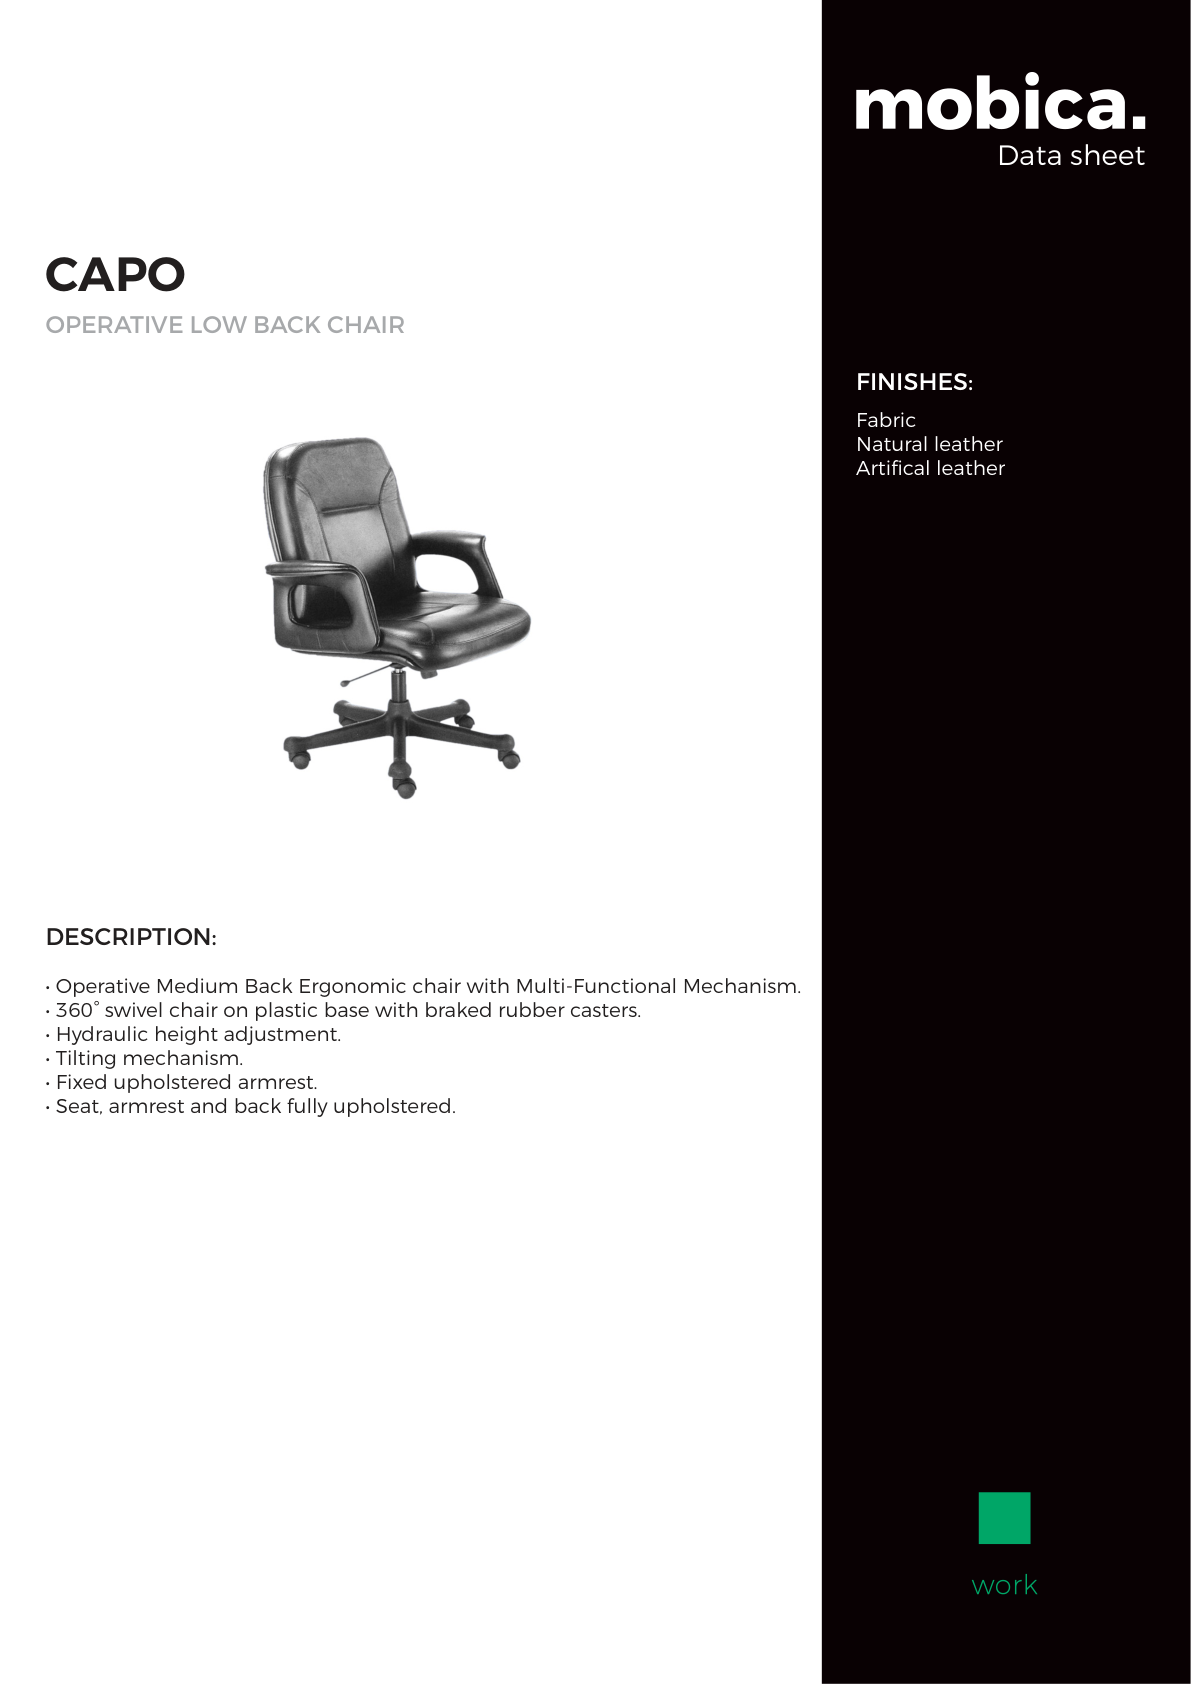 mobica.
Data sheet
CAPO
OPERATIVE LOW BACK CHAIR
FINISHES:
Fabric
Natural leather
Artifical leather
DESCRIPTION:
• Operative Medium Back Ergonomic chair with Multi-Functional Mechanism.
• 360° swivel chair on plastic base with braked rubber casters.
• Hydraulic height adjustment.
• Tilting mechanism.
• Fixed upholstered armrest.
• Seat, armrest and back fully upholstered.
work